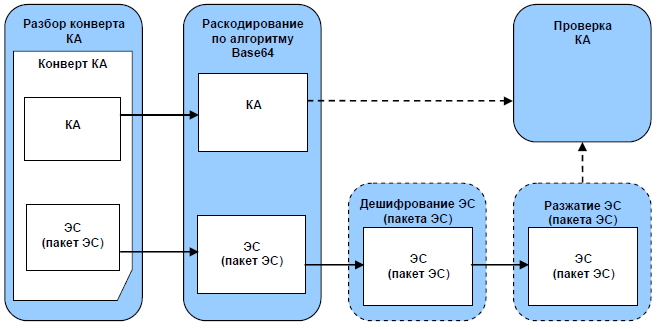 Разбор конверта
КА
Конверт КА
КА
ЭС
(пакет ЭС)
Раскодирование
по алгоритму
Base64
КА
ЭС
(пакет ЭС)
Дешифрование ЭС
(пакета ЭС)
ЭС
(пакет ЭС)
Проверка
КА
Разжатие ЭС
(пакета ЭС)
ЭС
(пакет ЭС)